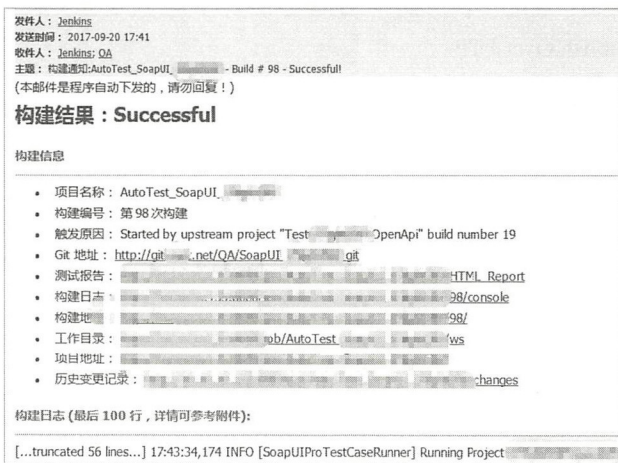 发件人： Jenkins
发送时间： 2017-09-20 17:41
收件人： Jenkins; QA
主题： 构建通知:AutoTest_SoapUI_ - Build # 98 - Successful!
(本邮件是程序自动下发的，请勿回复！)
构建结果：Successful
构建信息
• 项目名称： AutoTest_SoapUI_
• 构建编号： 第98次构建
• 触发原因： Started by upstream project "Test OpenApi" build number 19
• Git 地址： http://git .net/QA/SoapUI_ git
• 测试报告： HTML_Report
• 构建日志： 98/console
• 构建地 98/
• 工作目录： ob/AutoTest_ ws
• 项目地址：
• 历史变更记录： changes
构建日志 (最后 100 行，详情可参考附件):
[...truncated 56 lines...] 17:43:34,174 INFO [SoapUIProTestCaseRunner] Running Project